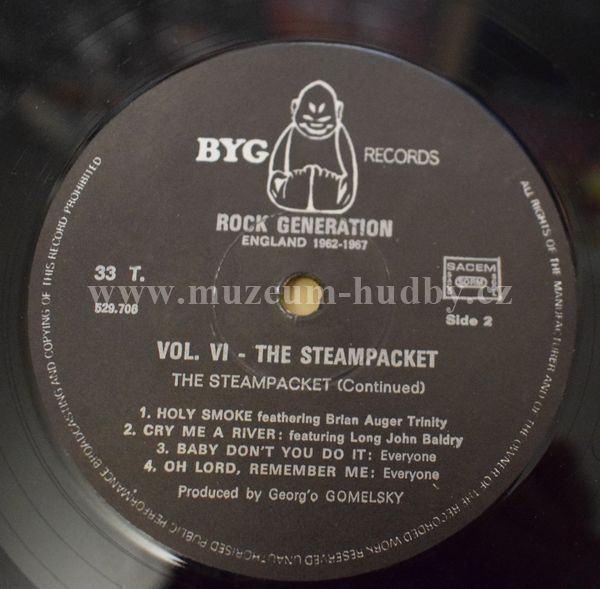 BYG RECORDS
ROCK GENERATION
ENGLAND 1962-1967
33 T.
529.706
SACEM
Side 2
www.muzeum-hudby.cz
VOL. VI - THE STEAMPACKET
THE STEAMPACKET (Continued)
1. HOLY SMOKE feathering Brian Auger Trinity
2. CRY ME A RIVER: featuring Long John Baldry
3. BABY DON'T YOU DO IT: Everyone
4. OH LORD, REMEMBER ME: Everyone
Produced by Georg'o GOMELSKY
ALL RIGHTS OF THE MANUFACTURER AND OF THE OWNER OF THE RECORDED WORK RESERVED UNAUTHORISED PUBLIC PERFORMANCE BROADCASTING AND COPYING OF THIS RECORD PROHIBITED